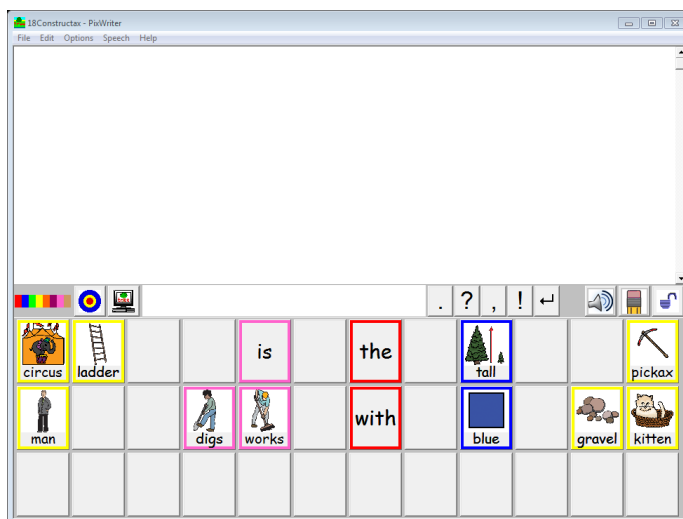 18Constructax - PixWriter
File Edit Options Speech Help
. ? , ! ↵
circus ladder is the tall pickax
man digs works with blue gravel kitten